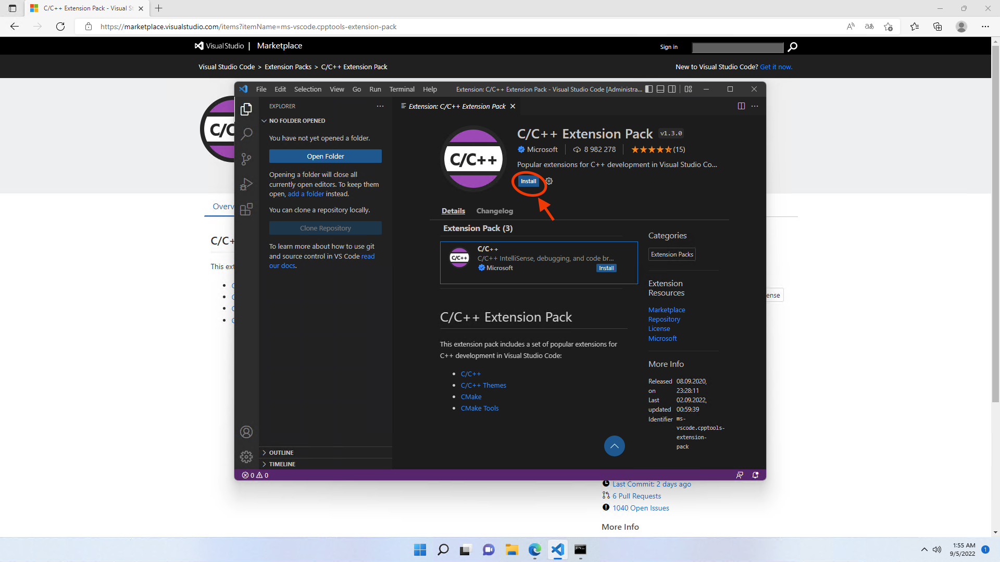 C/C++ Extension Pack - Visual St
https://marketplace.visualstudio.com/items?itemName=ms-vscode.cpptools-extension-pack
Visual Studio | Marketplace
Sign in
Visual Studio Code > Extension Packs > C/C++ Extension Pack
New to Visual Studio Code? Get it now.
C/C
Overv
C/C+
This ext
ense
File Edit Selection View Go Run Terminal Help
Extension: C/C++ Extension Pack - Visual Studio Code [Administra...
EXPLORER
NO FOLDER OPENED
You have not yet opened a folder.
Open Folder
Opening a folder will close all
currently open editors. To keep them
open, add a folder instead.
You can clone a repository locally.
Clone Repository
To learn more about how to use git
and source control in VS Code read
our docs.
OUTLINE
TIMELINE
0 0
Extension: C/C++ Extension Pack
C/C++
C/C++ Extension Pack v1.3.0
Microsoft
8 982 278
(15)
Popular extensions for C++ development in Visual Studio Co...
Install
Details Changelog
Extension Pack (3)
C/C++
C/C++
C/C++ IntelliSense, debugging, and code br...
Microsoft
Install
C/C++ Extension Pack
This extension pack includes a set of popular extensions for
C++ development in Visual Studio Code:
C/C++
C/C++ Themes
CMake
CMake Tools
Categories
Extension Packs
Extension
Resources
Marketplace
Repository
License
Microsoft
More Info
Released 08.09.2020,
on 23:28:11
Last 02.09.2022,
updated 00:59:39
Identifier ms-
vscode.cpptools-
extension-
pack
Last Commit: 2 days ago
6 Pull Requests
1040 Open Issues
More Info
1:55 AM
9/5/2022
1